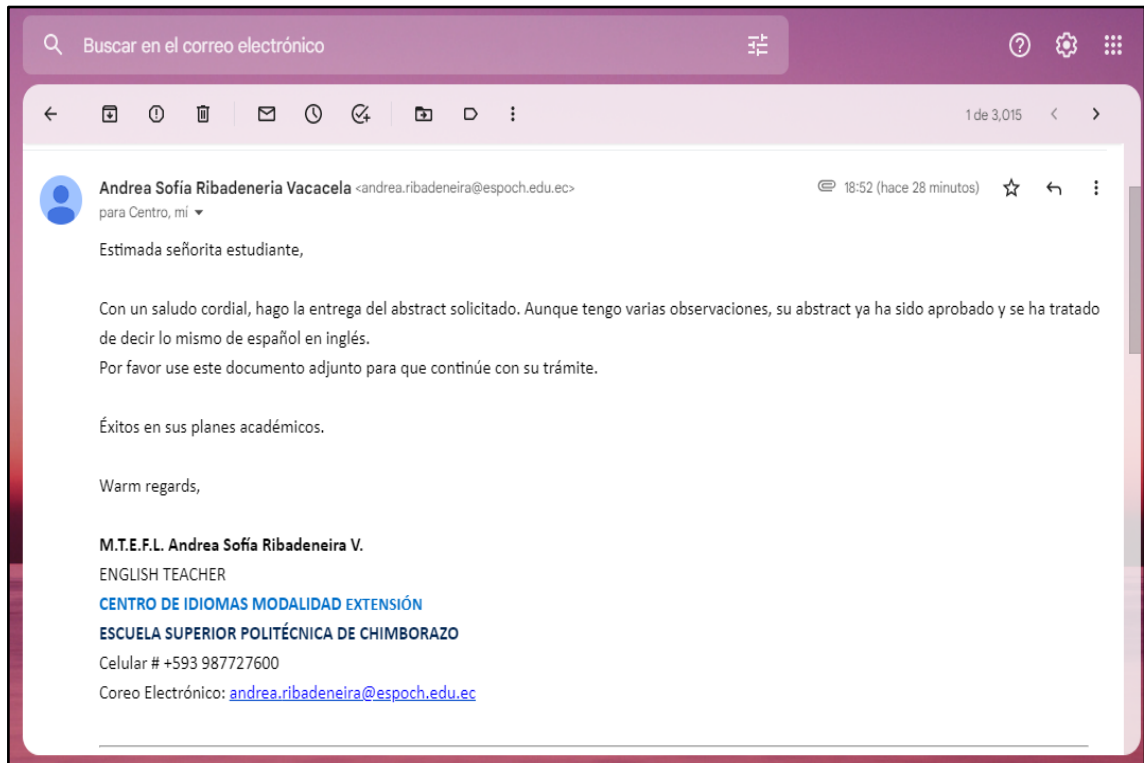 Buscar en el correo electrónico
1 de 3,015
Andrea Sofía Ribadeneria Vacacela <andrea.ribadeneira@espoch.edu.ec>
18:52 (hace 28 minutos)
para Centro, mí
Estimada señorita estudiante,
Con un saludo cordial, hago la entrega del abstract solicitado. Aunque tengo varias observaciones, su abstract ya ha sido aprobado y se ha tratado
de decir lo mismo de español en inglés.
Por favor use este documento adjunto para que continúe con su trámite.
Éxitos en sus planes académicos.
Warm regards,
M.T.E.F.L. Andrea Sofía Ribadeneira V.
ENGLISH TEACHER
CENTRO DE IDIOMAS MODALIDAD EXTENSIÓN
ESCUELA SUPERIOR POLITÉCNICA DE CHIMBORAZO
Celular # +593 987727600
Coreo Electrónico: andrea.ribadeneira@espoch.edu.ec